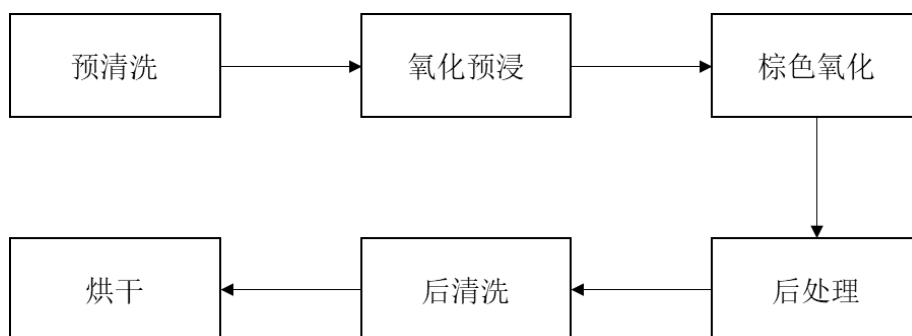 预清洗
氧化预浸
棕色氧化
后处理
后清洗
烘干